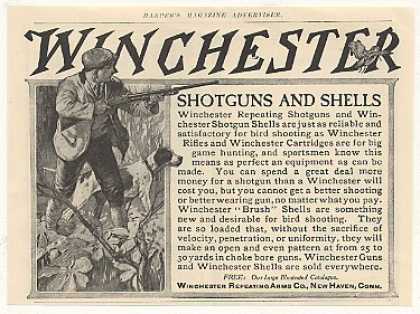 HARPER'S MAGAZINE ADVERTISER.
WINCHESTER
SHOTGUNS AND SHELLS
Winchester Repeating Shotguns and Win-
chester Shotgun Shells are just as reliable and
satisfactory for bird shooting as Winchester
Rifles and Winchester Cartridges are for big
game hunting, and sportsmen know this
means as perfect an equipment as can be
made. You can spend a great deal more
money for a shotgun than a Winchester will
cost you, but you cannot get a better shooting
or better wearing gun, no matter what you pay.
Winchester "Brush" Shells are something
new and desirable for bird shooting. They
are so loaded that, without the sacrifice of
velocity, penetration, or uniformity, they will
make an open and even pattern at from 25 to
30 yards in choke bore guns. Winchester Guns
and Winchester Shells are sold everywhere.
FREE: Our Large Illustrated Catalogue.
WINCHESTER REPEATING ARMS CO., NEW HAVEN, CONN.